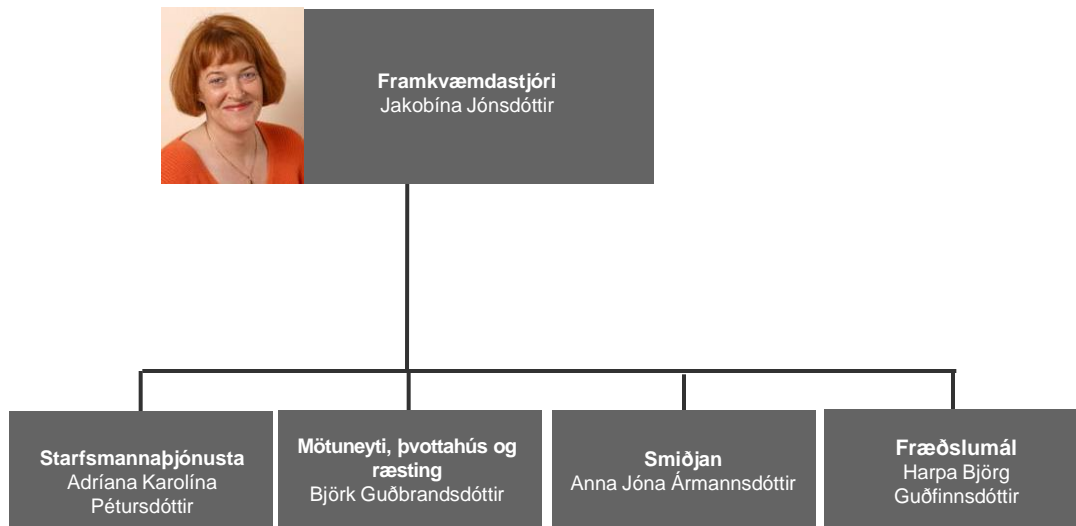 Framkvæmdastjóri
Jakobína Jónsdóttir
Starfsmannaþjónusta
Adríana Karolína
Pétursdóttir
Mötuneyti, þvottahús og
ræsting
Björk Guðbrandsdóttir
Smiðjan
Anna Jóna Ármannsdóttir
Fræðslumál
Harpa Björg
Guðfinnsdóttir